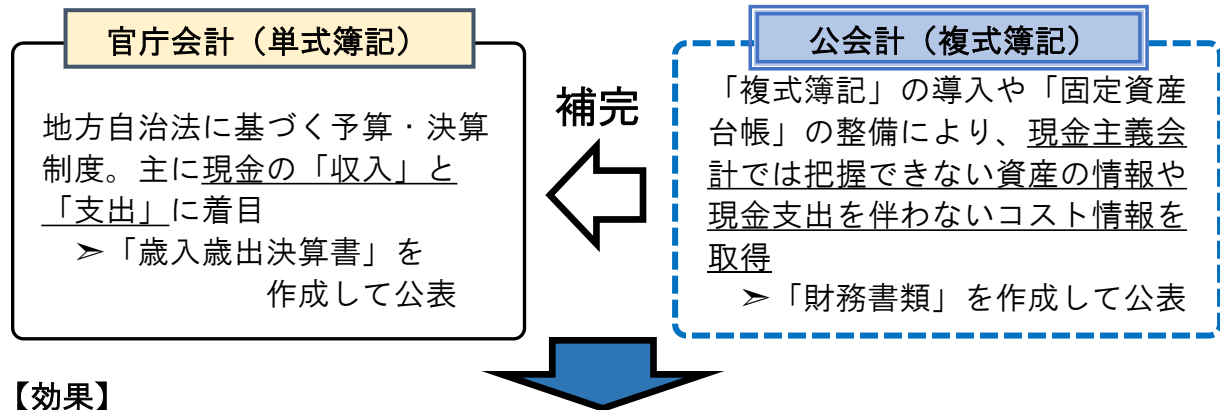 官庁会計（単式簿記）
地方自治法に基づく予算・決算
制度。主に現金の「収入」と
「支出」に着目
➣「歳入歳出決算書」を
作成して公表
補完
公会計（複式簿記）
「複式簿記」の導入や「固定資産
台帳」の整備により、現金主義会
計では把握できない資産の情報や
現金支出を伴わないコスト情報を
取得
➣「財務書類」を作成して公表
【効果】